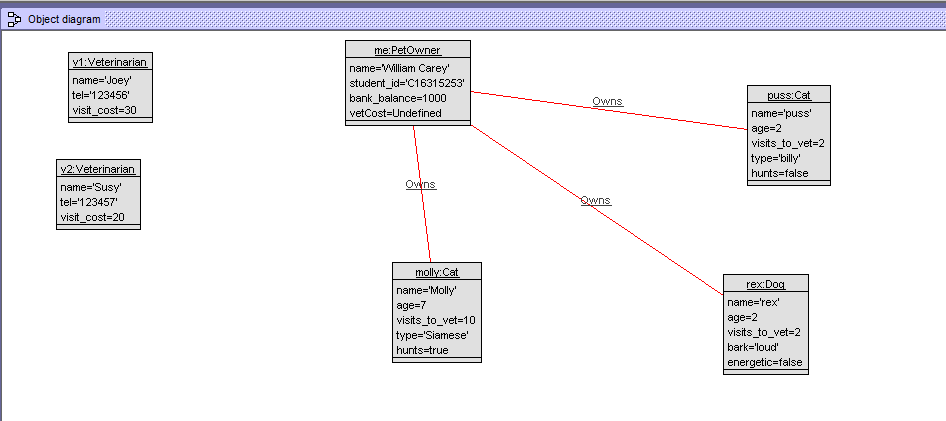 Object diagram
v1:Veterinarian
name='Joey'
tel='123456'
visit_cost=30
v2:Veterinarian
name='Susy'
tel='123457'
visit_cost=20
me:PetOwner
name='William Carey'
student_id='C16315253'
bank_balance=1000
vetCost=Undefined
Owns
Owns
Owns
puss:Cat
name='puss'
age=2
visits_to_vet=2
type='billy'
hunts=false
molly:Cat
name='Molly'
age=7
visits_to_vet=10
type='Siamese'
hunts=true
rex:Dog
name='rex'
age=2
visits_to_vet=2
bark='loud'
energetic=false